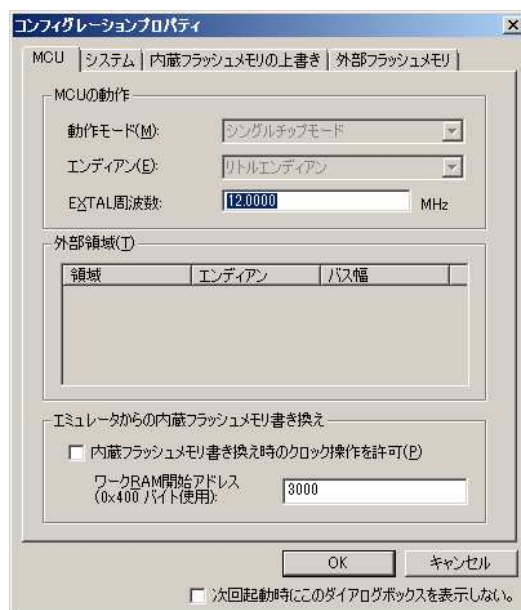 コンフィグレーションプロパティ
MCU システム 内蔵フラッシュメモリの上書き 外部フラッシュメモリ
MCUの動作
動作モード(M): シングルチップモード
エンディアン(E): リトルエンディアン
EXTAL周波数: 12.0000 MHz
外部領域(T)
領域 エンディアン バス幅
エミュレータからの内蔵フラッシュメモリ書き換え
内蔵フラッシュメモリ書き換え時のクロック操作を許可(P)
ワークRAM開始アドレス
(0x400 バイト使用): 3000
OK キャンセル
次回起動時にこのダイアログボックスを表示しない。